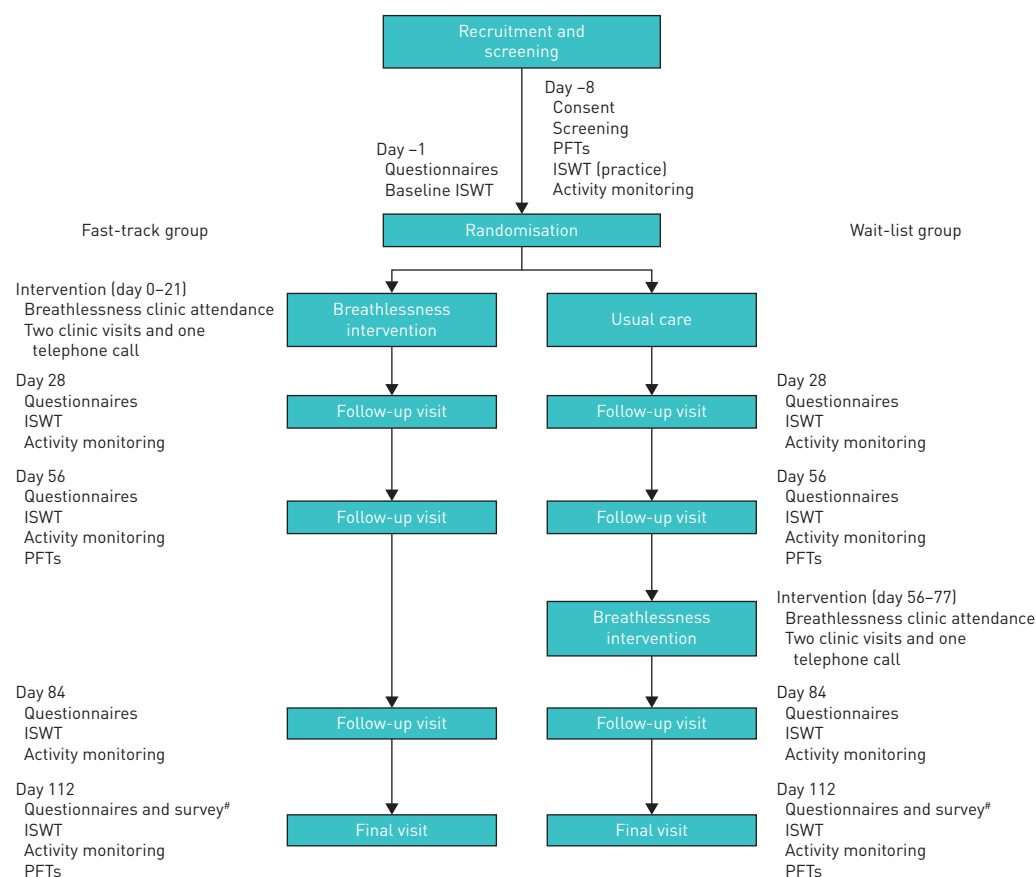 Recruitment and
screening
Day –8
Consent
Screening
PFTs
ISWT (practice)
Activity monitoring
Day –1
Questionnaires
Baseline ISWT
Fast-track group
Randomisation
Wait-list group
Intervention (day 0–21)
Breathlessness clinic attendance
Two clinic visits and one
telephone call
Breathlessness
intervention
Usual care
Day 28
Questionnaires
ISWT
Activity monitoring
Follow-up visit
Follow-up visit
Day 28
Questionnaires
ISWT
Activity monitoring
Day 56
Questionnaires
ISWT
Activity monitoring
PFTs
Follow-up visit
Follow-up visit
Day 56
Questionnaires
ISWT
Activity monitoring
PFTs
Breathlessness
intervention
Intervention (day 56–77)
Breathlessness clinic attendance
Two clinic visits and one
telephone call
Day 84
Questionnaires
ISWT
Activity monitoring
Follow-up visit
Follow-up visit
Day 84
Questionnaires
ISWT
Activity monitoring
Day 112
Questionnaires and survey#
ISWT
Activity monitoring
PFTs
Final visit
Final visit
Day 112
Questionnaires and survey#
ISWT
Activity monitoring
PFTs